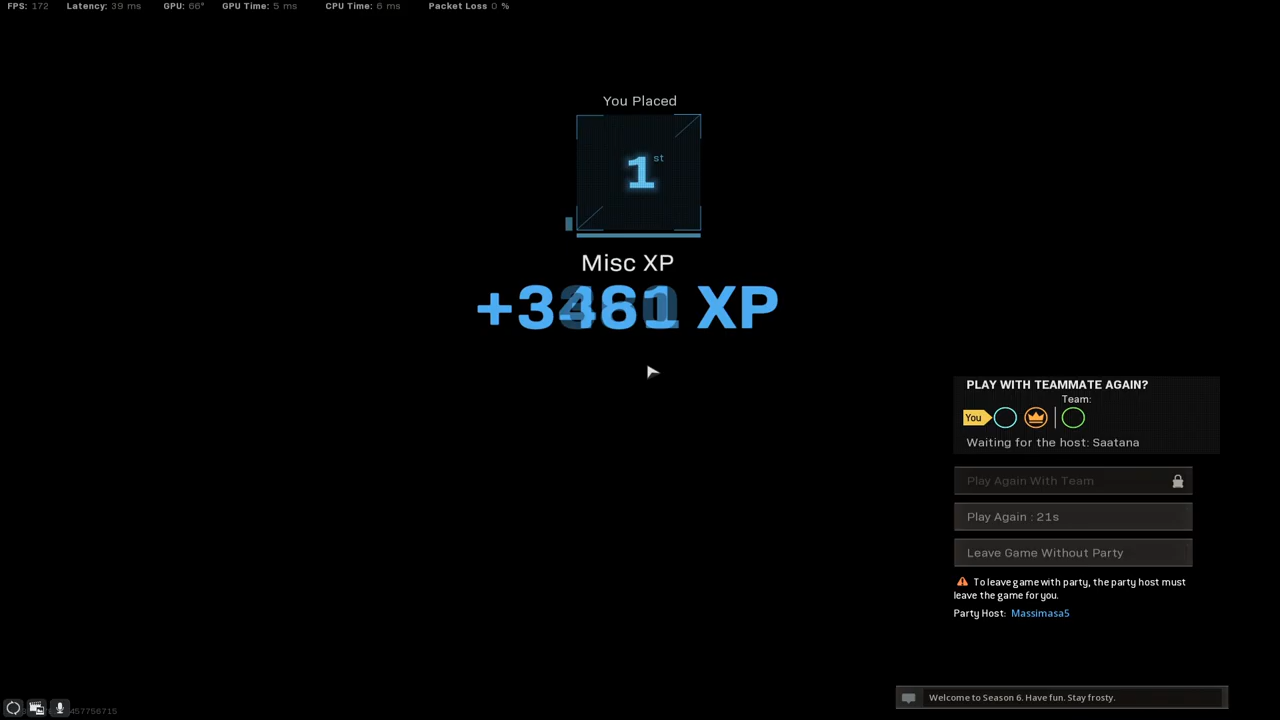 FPS: 172 Latency: 39 ms GPU: 66° GPU Time: 5 ms CPU Time: 6 ms Packet Loss 0 %
You Placed
1st
Misc XP
XP
PLAY WITH TEAMMATE AGAIN?
Team:
You
Waiting for the host: Saatana
Play Again With Team
Play Again : 21s
Leave Game Without Party
To leave game with party, the party host must
leave the game for you.
Party Host: Massimasa5
Welcome to Season 6. Have fun. Stay frosty.
457756715